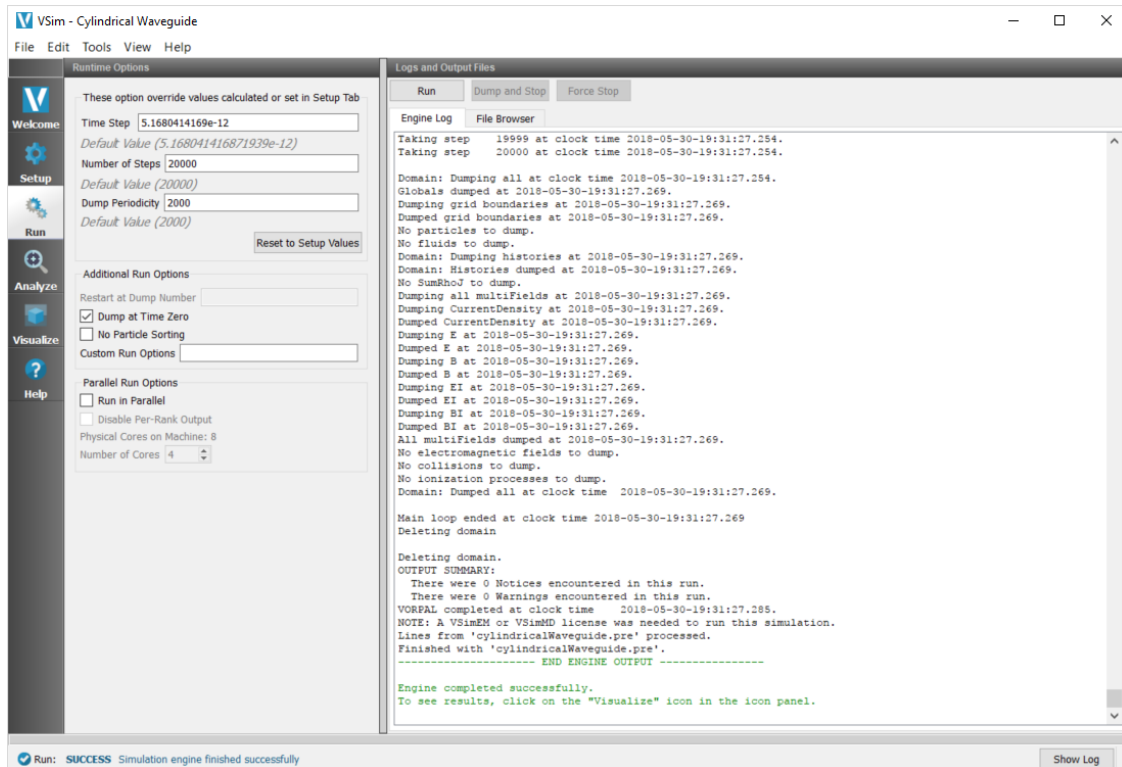 VSim - Cylindrical Waveguide
File Edit Tools View Help
Welcome
Setup
Run
Analyze
Visualize
Help
Runtime Options
These option override values calculated or set in Setup Tab
Time Step 5.1680414169e-12
Default Value (5.168041416871939e-12)
Number of Steps 20000
Default Value (20000)
Dump Periodicity 2000
Default Value (2000)
Reset to Setup Values
Additional Run Options
Restart at Dump Number
Dump at Time Zero
No Particle Sorting
Custom Run Options
Parallel Run Options
Run in Parallel
Disable Per-Rank Output
Physical Cores on Machine: 8
Number of Cores 4
Logs and Output Files
Run Dump and Stop Force Stop
Engine Log File Browser
Taking step 19999 at clock time 2018-05-30-19:31:27.254.
Taking step 20000 at clock time 2018-05-30-19:31:27.254.
Domain: Dumping all at clock time 2018-05-30-19:31:27.254.
Globals dumped at 2018-05-30-19:31:27.269.
Dumping grid boundaries at 2018-05-30-19:31:27.269.
Dumped grid boundaries at 2018-05-30-19:31:27.269.
No particles to dump.
No fluids to dump.
Domain: Dumping histories at 2018-05-30-19:31:27.269.
Domain: Histories dumped at 2018-05-30-19:31:27.269.
No SumRhoJ to dump.
Dumping all multiFields at 2018-05-30-19:31:27.269.
Dumping CurrentDensity at 2018-05-30-19:31:27.269.
Dumped CurrentDensity at 2018-05-30-19:31:27.269.
Dumping E at 2018-05-30-19:31:27.269.
Dumped E at 2018-05-30-19:31:27.269.
Dumping B at 2018-05-30-19:31:27.269.
Dumped B at 2018-05-30-19:31:27.269.
Dumping EI at 2018-05-30-19:31:27.269.
Dumped EI at 2018-05-30-19:31:27.269.
Dumping BI at 2018-05-30-19:31:27.269.
Dumped BI at 2018-05-30-19:31:27.269.
All multiFields dumped at 2018-05-30-19:31:27.269.
No electromagnetic fields to dump.
No collisions to dump.
No ionization processes to dump.
Domain: Dumped all at clock time 2018-05-30-19:31:27.269.
Main loop ended at clock time 2018-05-30-19:31:27.269
Deleting domain
Deleting domain.
OUTPUT SUMMARY:
There were 0 Notices encountered in this run.
There were 0 Warnings encountered in this run.
VORPAL completed at clock time 2018-05-30-19:31:27.285.
NOTE: A VSimEM or VSimMD license was needed to run this simulation.
Lines from 'cylindricalWaveguide.pre' processed.
Finished with 'cylindricalWaveguide.pre'.
--------------------- END ENGINE OUTPUT ----------------
Engine completed successfully.
To see results, click on the "Visualize" icon in the icon panel.
Run: SUCCESS Simulation engine finished successfully
Show Log